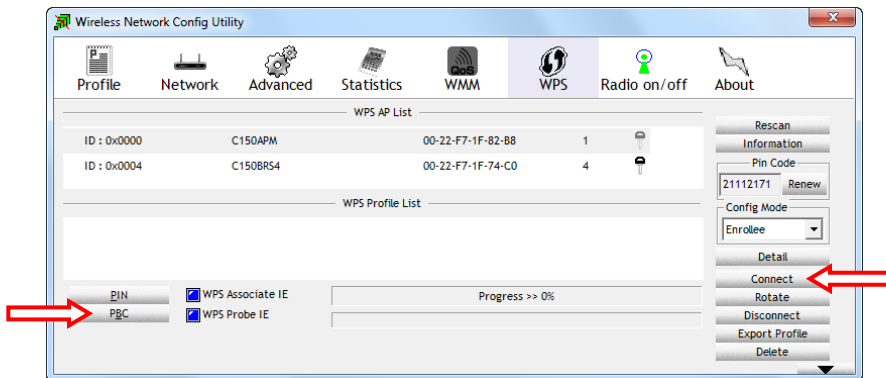 Wireless Network Config Utility
x
Profile Network Advanced Statistics QoS WMM WPS Radio on/off About
WPS AP List
ID : 0x0000 C150APM 00-22-F7-1F-82-B8 1
ID : 0x0004 C150BRS4 00-22-F7-1F-74-C0 4
WPS Profile List
PIN WPS Associate IE Progress >> 0%
PBC WPS Probe IE
Rescan
Information
Pin Code
21112171 Renew
Config Mode
Enrollee
Detail
Connect
Rotate
Disconnect
Export Profile
Delete